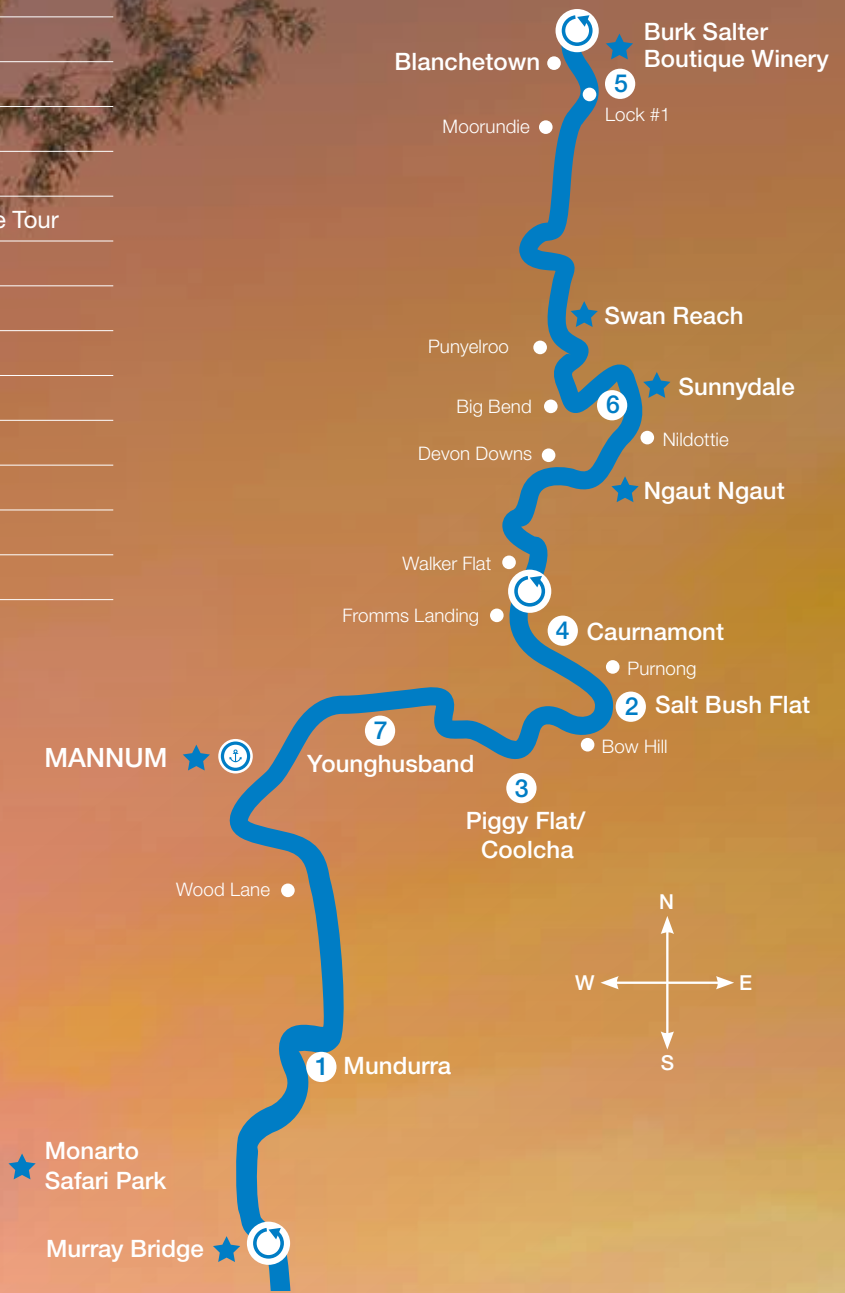 Burk Salter
Boutique Winery
Blanchetown
5
Lock #1
Moorundie
e Tour
Swan Reach
Punyelroo
Sunnydale
Big Bend
6
Nildottie
Devon Downs
Ngaut Ngaut
Walker Flat
Fromms Landing
4 Caurnamont
Purnong
2 Salt Bush Flat
7
Younghusband
Bow Hill
MANNUM
3
Piggy Flat/
Coolcha
Wood Lane
N
W E
S
1 Mundurra
Monarto
Safari Park
Murray Bridge